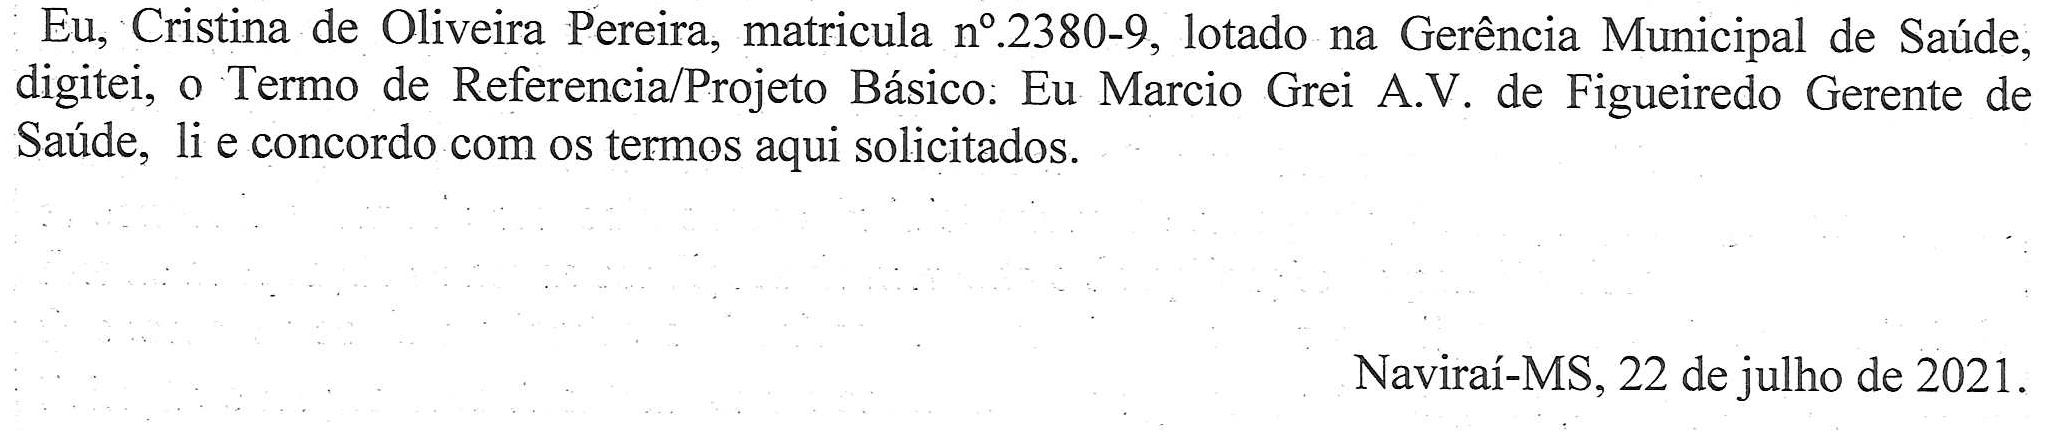 Eu, Cristina de Oliveira Pereira, matricula nº.2380-9, lotado na Gerência Municipal de Saúde,
digitei, o Termo de Referencia/Projeto Básico. Eu Marcio Grei A.V. de Figueiredo Gerente de
Saúde, li e concordo com os termos aqui solicitados.
Naviraí-MS, 22 de julho de 2021.